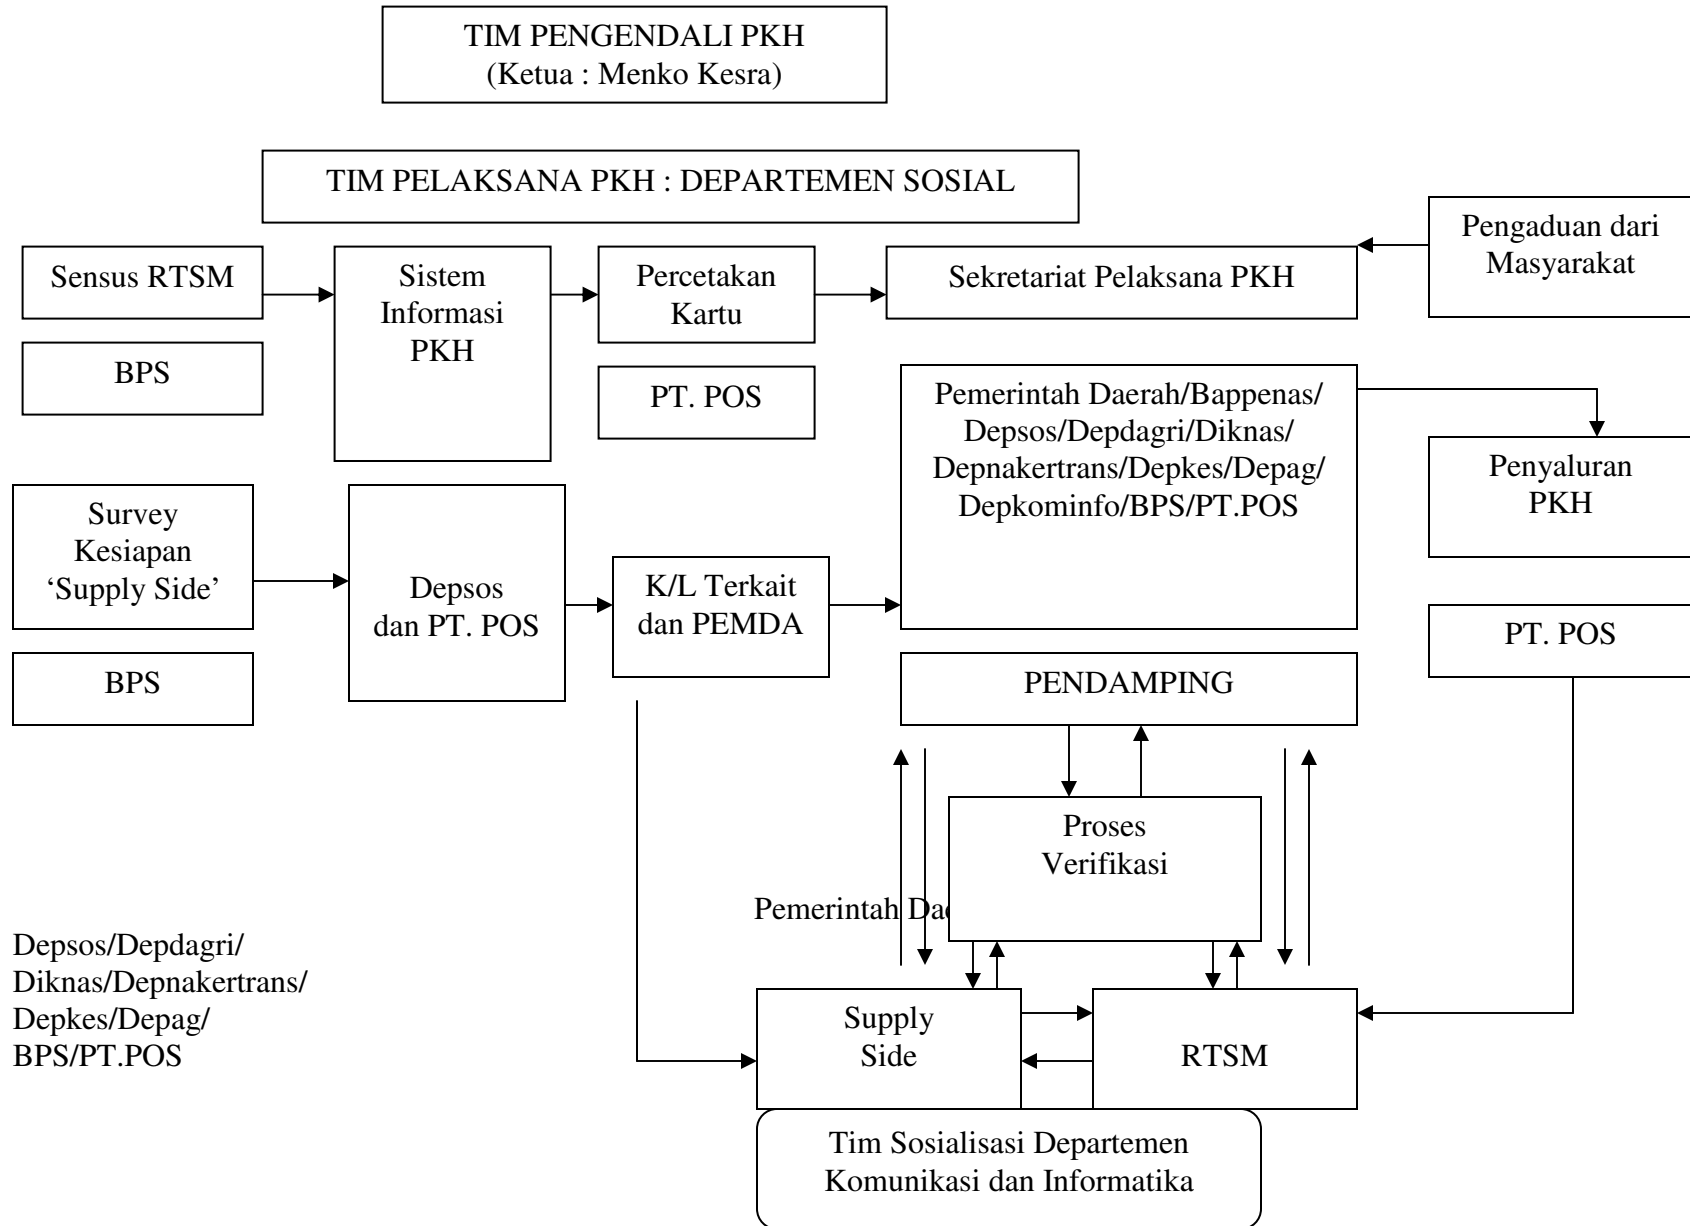 TIM PENGENDALI PKH
(Ketua : Menko Kesra)
TIM PELAKSANA PKH : DEPARTEMEN SOSIAL
Pengaduan dari
Masyarakat
Sensus RTSM
Sistem
Informasi
PKH
Percetakan
Kartu
Sekretariat Pelaksana PKH
BPS
PT. POS
Pemerintah Daerah/Bappenas/
Depsos/Depdagri/Diknas/
Depnakertrans/Depkes/Depag/
Depkominfo/BPS/PT.POS
Penyaluran
PKH
Survey
Kesiapan
‘Supply Side’
Depsos
dan PT. POS
K/L Terkait
dan PEMDA
PT. POS
BPS
PENDAMPING
Proses
Verifikasi
Pemerintah
Depsos/Depdagri/
Diknas/Depnakertrans/
Depkes/Depag/
BPS/PT.POS
Supply
Side
RTSM
Tim Sosialisasi Departemen
Komunikasi dan Informatika